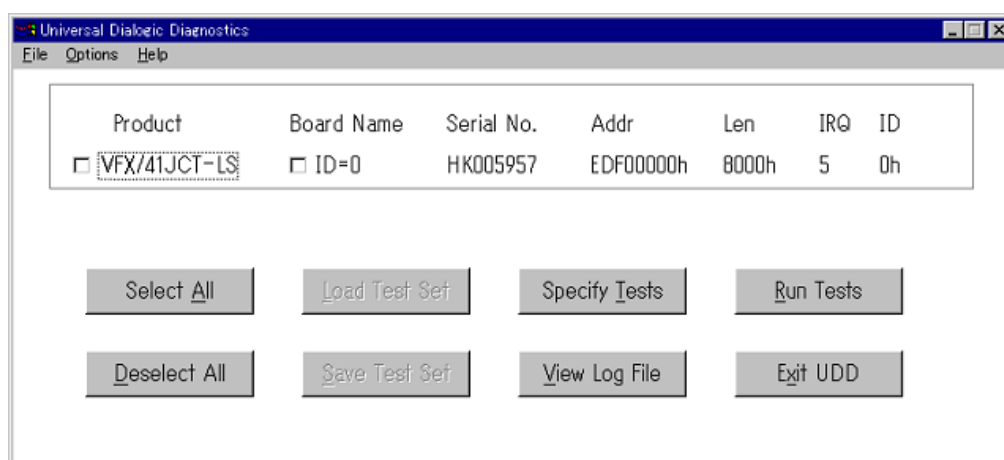 Universal Dialogic Diagnostics
File Options Help
Product Board Name Serial No. Addr Len IRQ ID
VFX/41JCT-LS ID=0 HK005957 EDF00000h 8000h 5 0h
Select All Load Test Set Specify Tests Run Tests
Deselect All Save Test Set View Log File Exit UDD